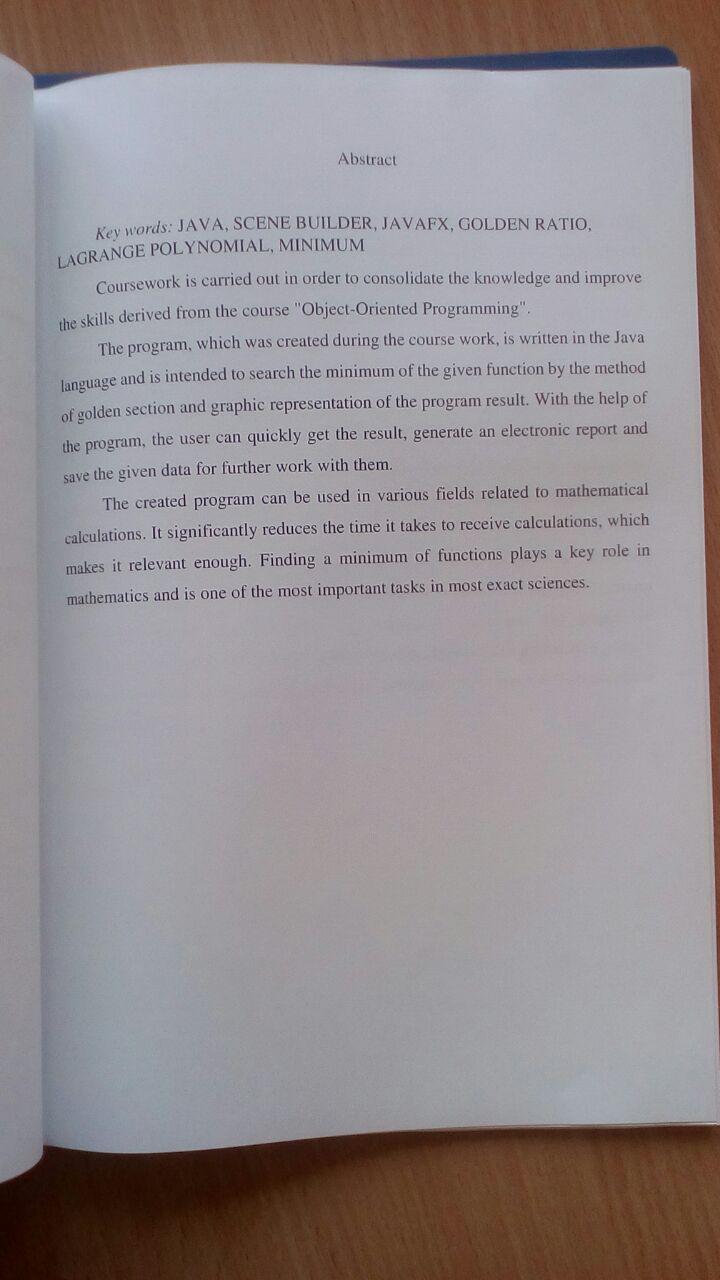 Abstract
Key words: JAVA, SCENE BUILDER, JAVAFX, GOLDEN RATIO,
LAGRANGE POLYNOMIAL, MINIMUM
Coursework is carried out in order to consolidate the knowledge and improve
the skills derived from the course "Object-Oriented Programming".
The program, which was created during the course work, is written in the Java
language and is intended to search the minimum of the given function by the method
of golden section and graphic representation of the program result. With the help of
the program, the user can quickly get the result, generate an electronic report and
save the given data for further work with them.
The created program can be used in various fields related to mathematical
calculations. It significantly reduces the time it takes to receive calculations, which
makes it relevant enough. Finding a minimum of functions plays a key role in
mathematics and is one of the most important tasks in most exact sciences.